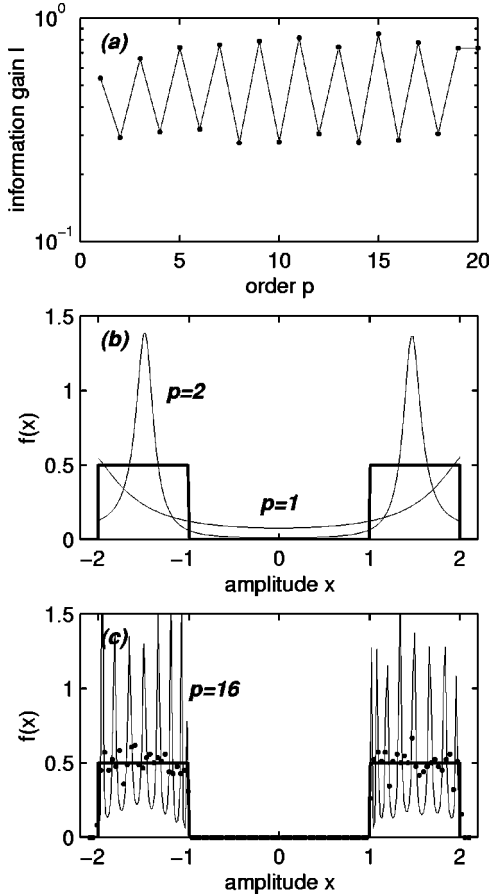 10^0
(a)
information gain I
10^-1
0 5 10 15 20
order p
1.5
(b)
p=2
1
f(x)
0.5
p=1
0
−2 −1 0 1 2
amplitude x
1.5
(c)
p=16
1
f(x)
0.5
0
−2 −1 0 1 2
amplitude x